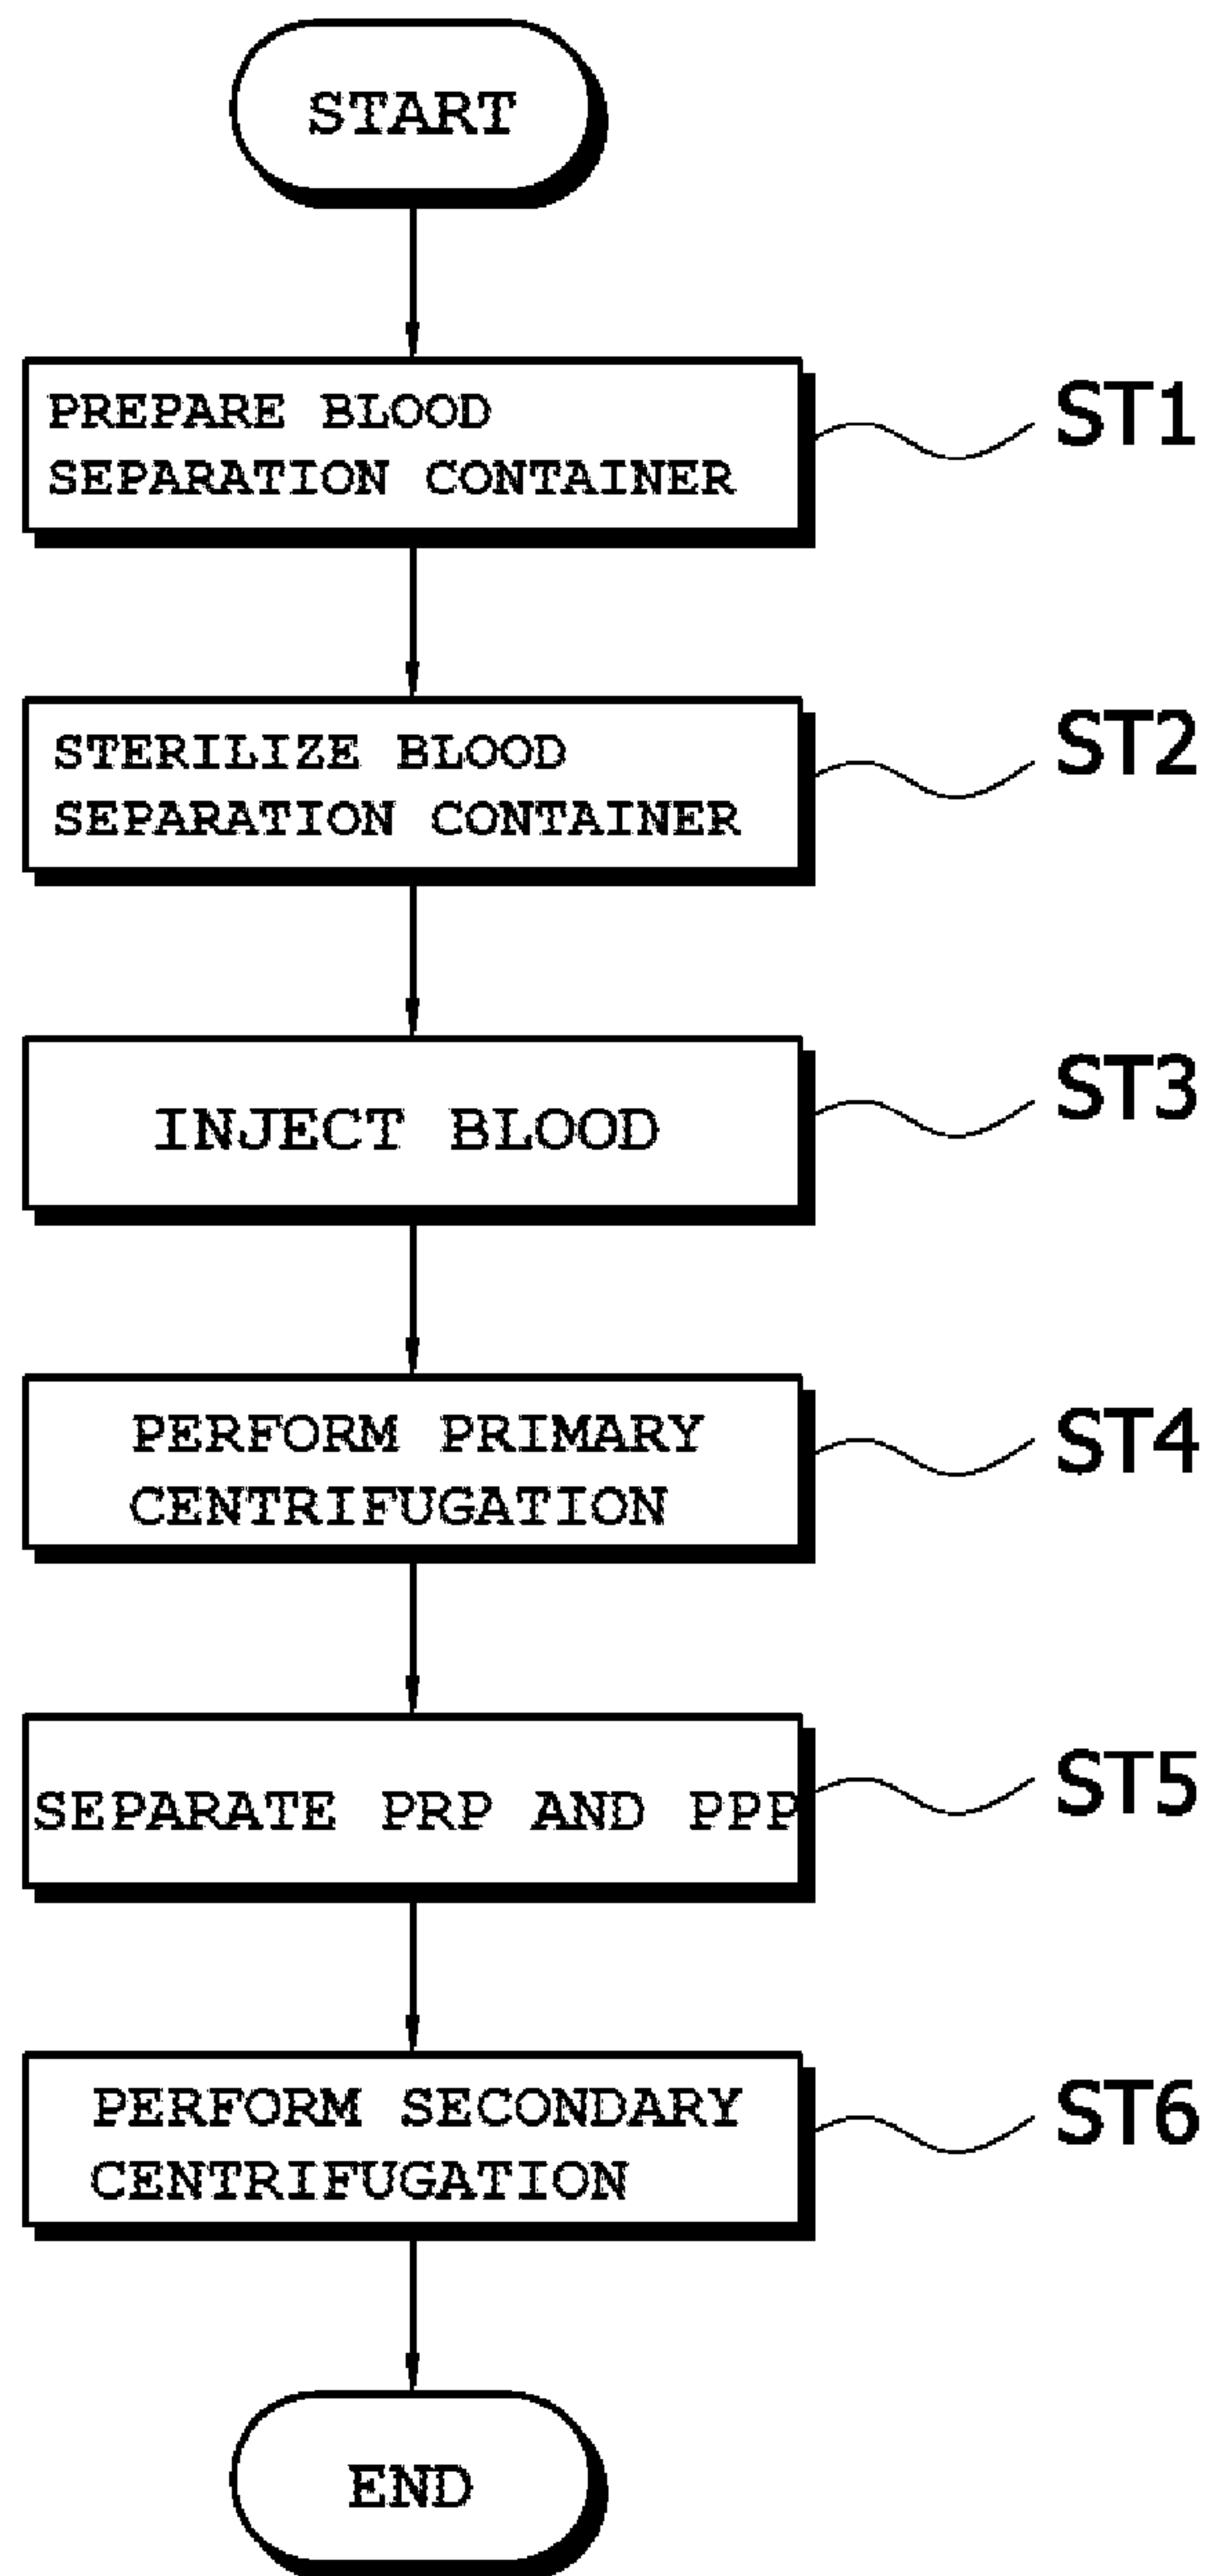 START
PREPARE BLOOD
SEPARATION CONTAINER
ST1
STERILIZE BLOOD
SEPARATION CONTAINER
ST2
INJECT BLOOD
ST3
PERFORM PRIMARY
CENTRIFUGATION
ST4
SEPARATE PRP AND PPP
ST5
PERFORM SECONDARY
CENTRIFUGATION
ST6
END